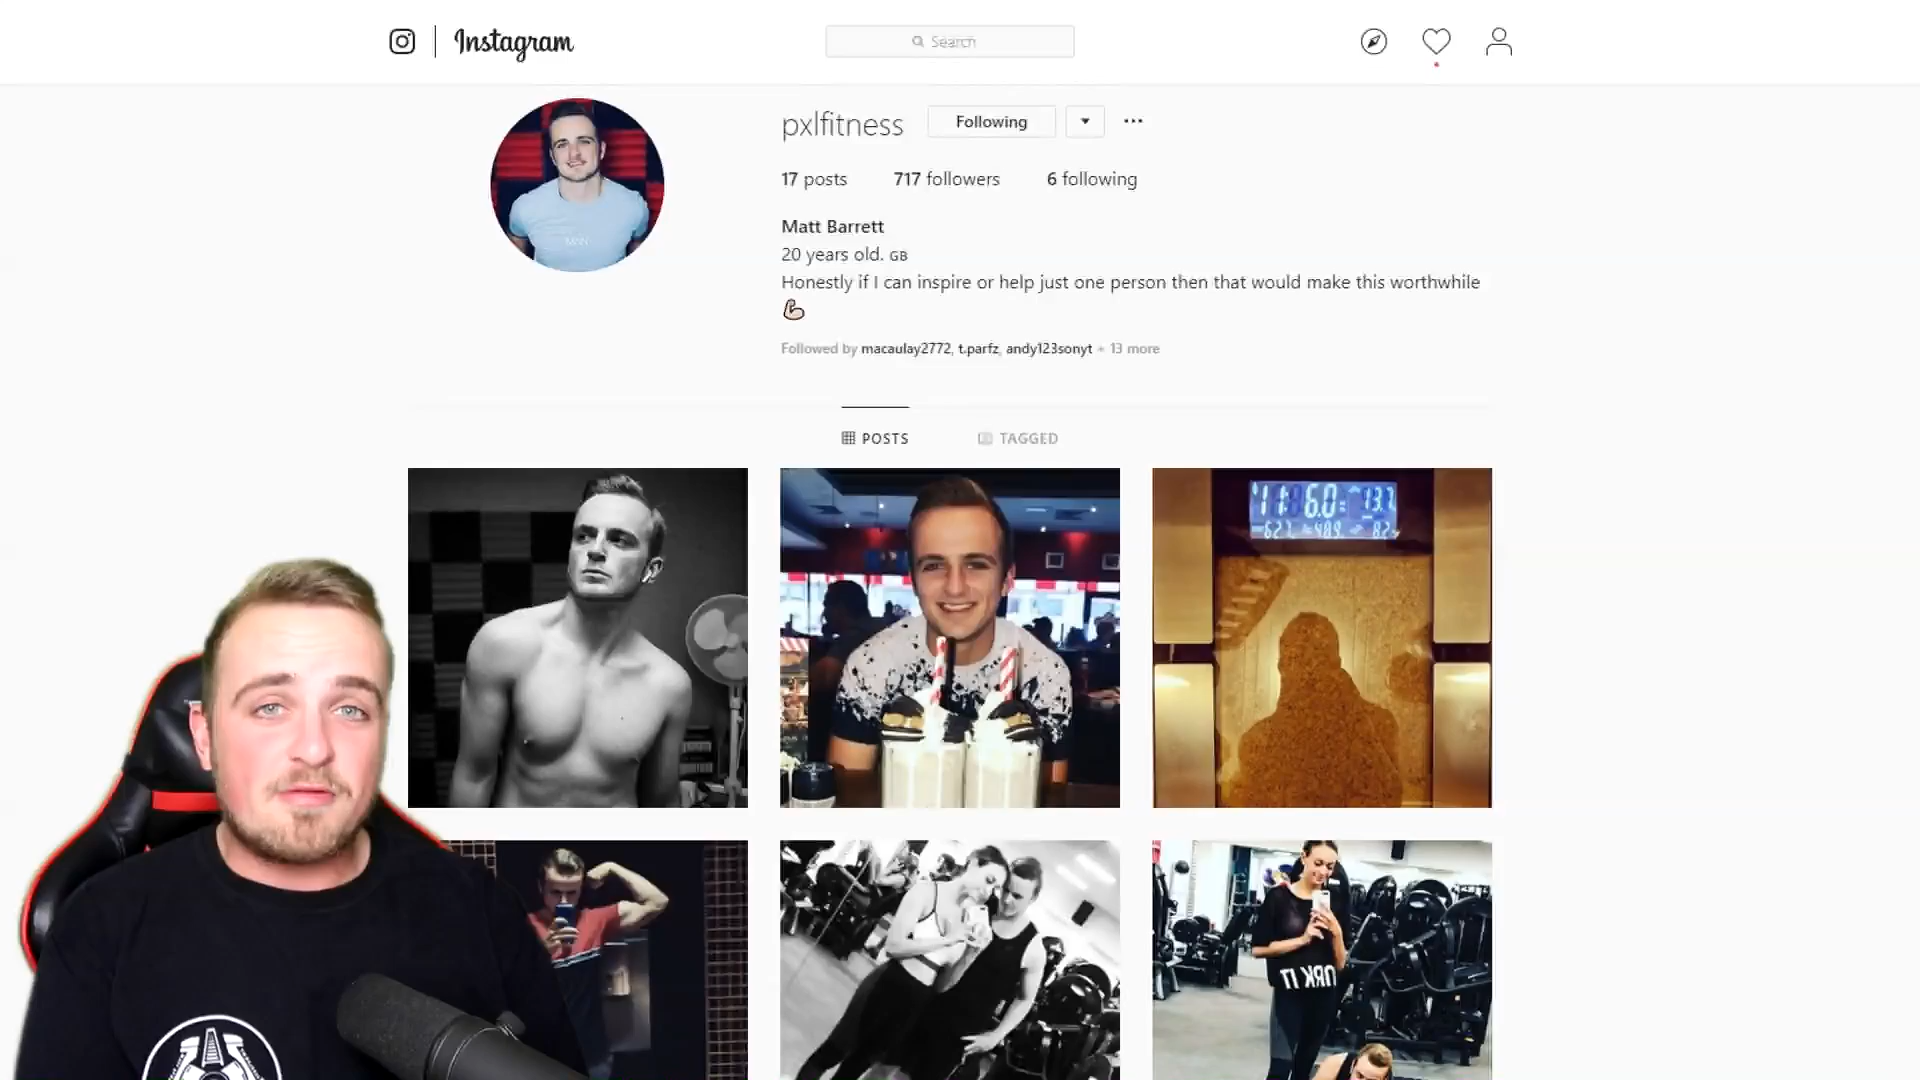 Instagram
Search
pxlfitness
Following
17 posts
717 followers
6 following
Matt Barrett
20 years old. GB
Honestly if I can inspire or help just one person then that would make this worthwhile
Followed by macaulay2772, t.parfz, andy123sonyt + 13 more
POSTS
TAGGED